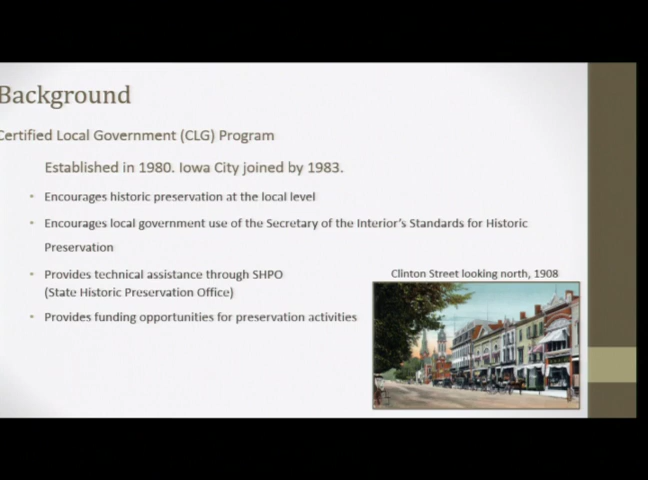 Background
Certified Local Government (CLG) Program
Established in 1980. Iowa City joined by 1983.
• Encourages historic preservation at the local level
• Encourages local government use of the Secretary of the Interior's Standards for Historic
Preservation
• Provides technical assistance through SHPO
(State Historic Preservation Office)
• Provides funding opportunities for preservation activities
Clinton Street looking north, 1908